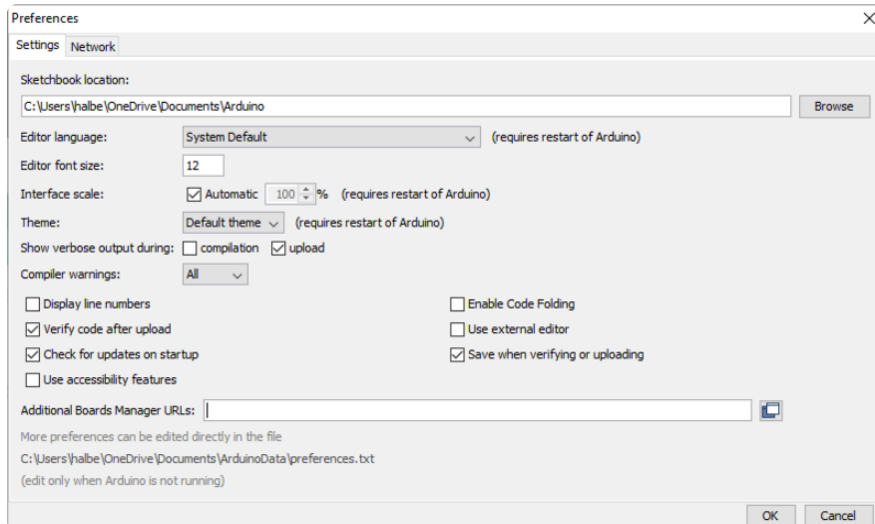 Preferences
Settings Network
Sketchbook location:
C:\Users\halbe\OneDrive\Documents\Arduino Browse
Editor language: System Default (requires restart of Arduino)
Editor font size: 12
Interface scale: Automatic 100 % (requires restart of Arduino)
Theme: Default theme (requires restart of Arduino)
Show verbose output during: compilation upload
Compiler warnings: All
Display line numbers Enable Code Folding
Verify code after upload Use external editor
Check for updates on startup Save when verifying or uploading
Use accessibility features
Additional Boards Manager URLs:
More preferences can be edited directly in the file
C:\Users\halbe\OneDrive\Documents\ArduinoData\preferences.txt
(edit only when Arduino is not running)
OK Cancel